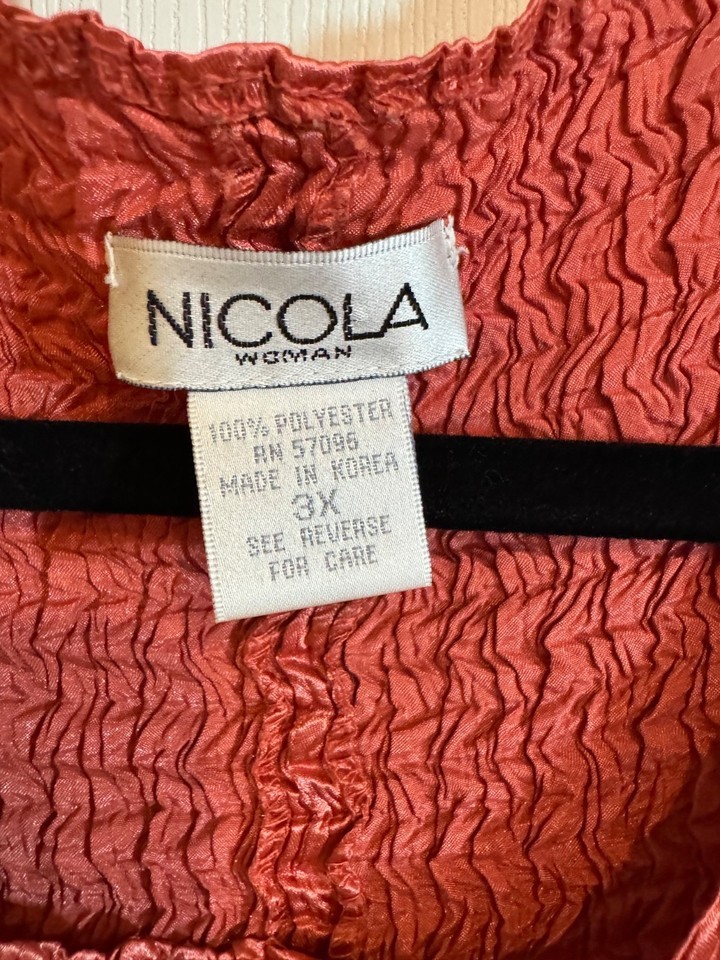 NICOLA
WOMAN
100% POLYESTER
RN 57096
MADE IN KOREA
3X
SEE REVERSE
FOR CARE